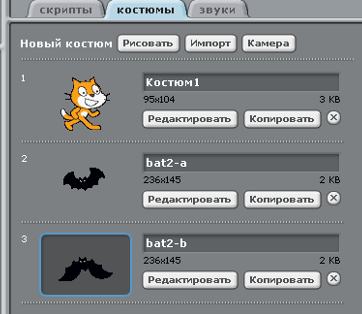 скрипты костюмы звуки
Новый костюм Рисовать Импорт Камера
1 Костюм1
95x104 3 KB
Редактировать Копировать
2 bat2-a
236x145 2 KB
Редактировать Копировать
3 bat2-b
236x145 2 KB
Редактировать Копировать